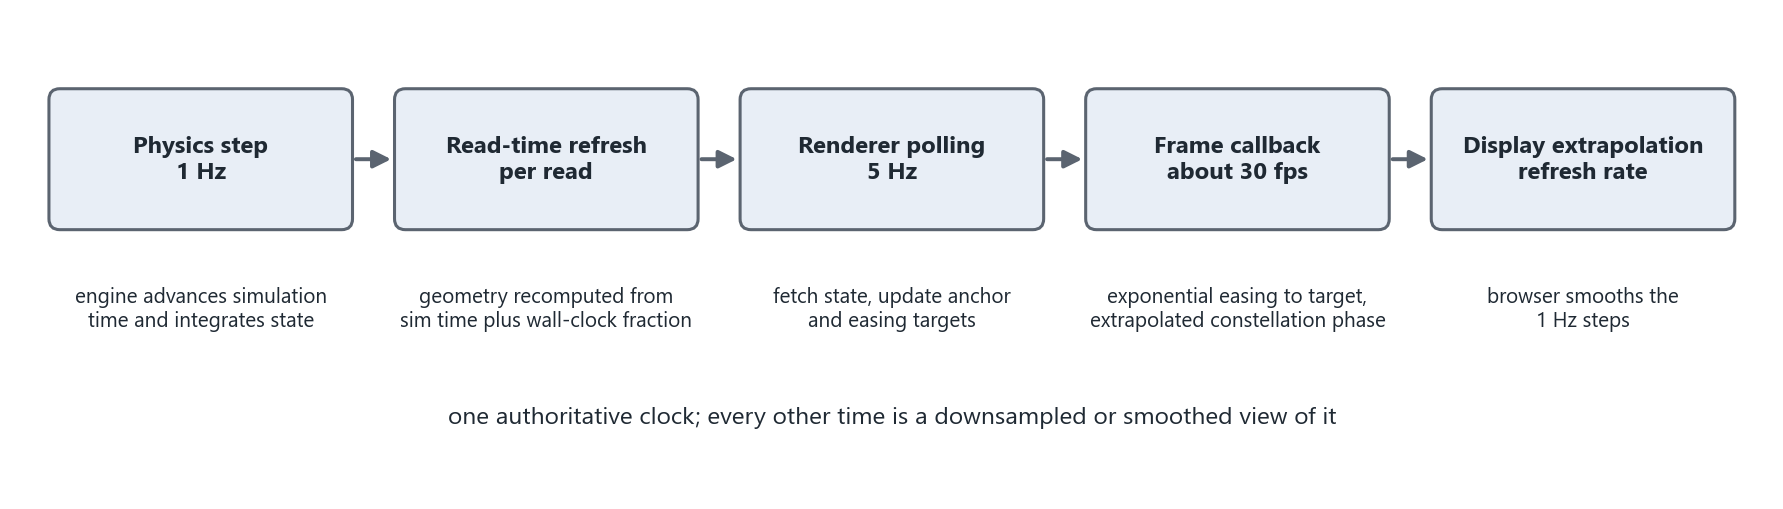 Physics step
1 Hz
Read-time refresh
per read
Renderer polling
5 Hz
Frame callback
about 30 fps
Display extrapolation
refresh rate
engine advances simulation
time and integrates state
geometry recomputed from
sim time plus wall-clock fraction
fetch state, update anchor
and easing targets
exponential easing to target,
extrapolated constellation phase
browser smooths the
1 Hz steps
one authoritative clock; every other time is a downsampled or smoothed view of it